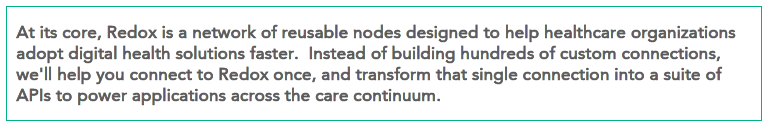 At its core, Redox is a network of reusable nodes designed to help healthcare organizations
adopt digital health solutions faster.  Instead of building hundreds of custom connections,
we'll help you connect to Redox once, and transform that single connection into a suite of
APIs to power applications across the care continuum.